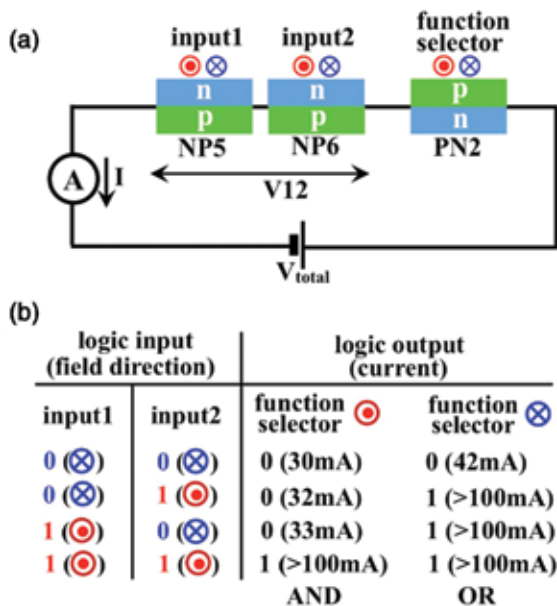 (a)
input1 input2 function selector
n n p
p p n
NP5 NP6 PN2
A I
V12
Vtotal
(b)
logic input (field direction) logic output (current)
input1 input2 function selector ⊙ function selector ⊗
0 (⊗) 0 (⊗) 0 (30mA) 0 (42mA)
0 (⊗) 1 (⊙) 0 (32mA) 1 (>100mA)
1 (⊙) 0 (⊗) 0 (33mA) 1 (>100mA)
1 (⊙) 1 (⊙) 1 (>100mA) 1 (>100mA)
AND OR